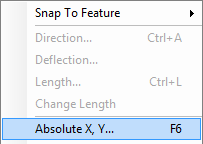 Snap To Feature
Direction... Ctrl+A
Deflection...
Length... Ctrl+L
Change Length
Absolute X, Y... F6